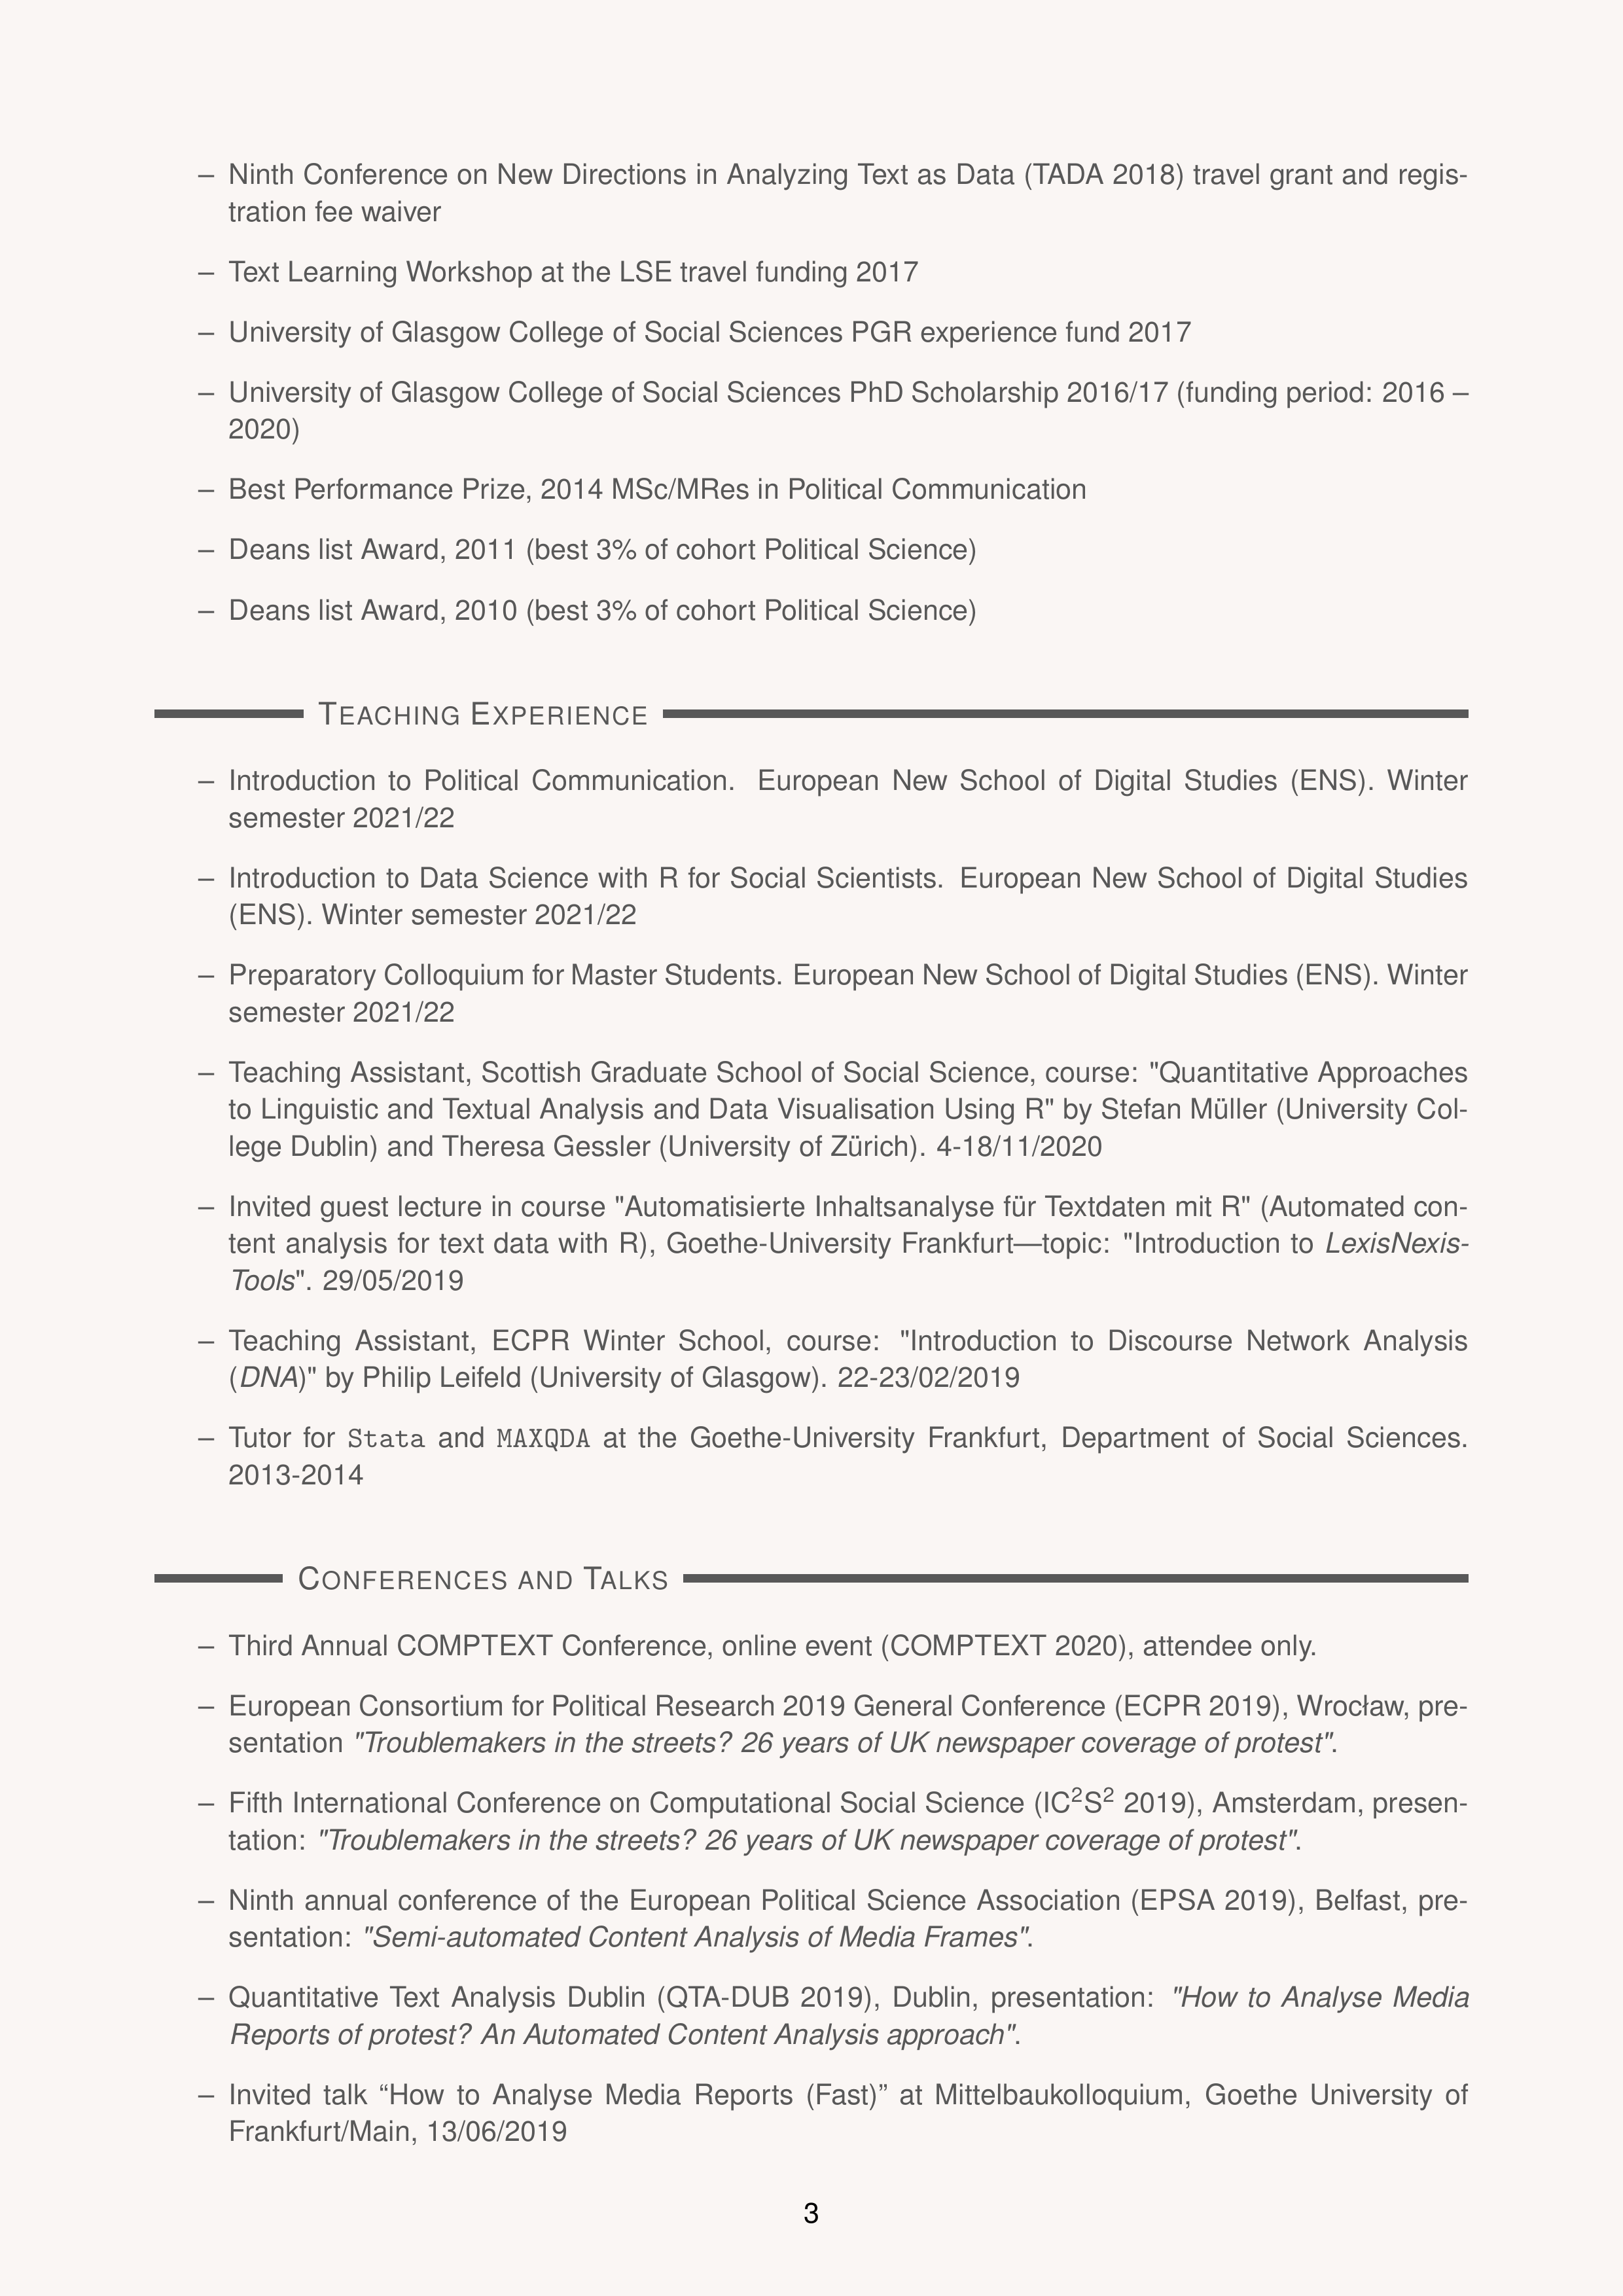 – Ninth Conference on New Directions in Analyzing Text as Data (TADA 2018) travel grant and regis-
tration fee waiver
– Text Learning Workshop at the LSE travel funding 2017
– University of Glasgow College of Social Sciences PGR experience fund 2017
– University of Glasgow College of Social Sciences PhD Scholarship 2016/17 (funding period: 2016 –
2020)
– Best Performance Prize, 2014 MSc/MRes in Political Communication
– Deans list Award, 2011 (best 3% of cohort Political Science)
– Deans list Award, 2010 (best 3% of cohort Political Science)
TEACHING EXPERIENCE
– Introduction to Political Communication. European New School of Digital Studies (ENS). Winter
semester 2021/22
– Introduction to Data Science with R for Social Scientists. European New School of Digital Studies
(ENS). Winter semester 2021/22
– Preparatory Colloquium for Master Students. European New School of Digital Studies (ENS). Winter
semester 2021/22
– Teaching Assistant, Scottish Graduate School of Social Science, course: "Quantitative Approaches
to Linguistic and Textual Analysis and Data Visualisation Using R" by Stefan Müller (University Col-
lege Dublin) and Theresa Gessler (University of Zürich). 4-18/11/2020
– Invited guest lecture in course "Automatisierte Inhaltsanalyse für Textdaten mit R" (Automated con-
tent analysis for text data with R), Goethe-University Frankfurt—topic: "Introduction to LexisNexis-
Tools". 29/05/2019
– Teaching Assistant, ECPR Winter School, course: "Introduction to Discourse Network Analysis
(DNA)" by Philip Leifeld (University of Glasgow). 22-23/02/2019
– Tutor for Stata and MAXQDA at the Goethe-University Frankfurt, Department of Social Sciences.
2013-2014
CONFERENCES AND TALKS
– Third Annual COMPTEXT Conference, online event (COMPTEXT 2020), attendee only.
– European Consortium for Political Research 2019 General Conference (ECPR 2019), Wrocław, pre-
sentation "Troublemakers in the streets? 26 years of UK newspaper coverage of protest".
– Fifth International Conference on Computational Social Science (IC²S² 2019), Amsterdam, presen-
tation: "Troublemakers in the streets? 26 years of UK newspaper coverage of protest".
– Ninth annual conference of the European Political Science Association (EPSA 2019), Belfast, pre-
sentation: "Semi-automated Content Analysis of Media Frames".
– Quantitative Text Analysis Dublin (QTA-DUB 2019), Dublin, presentation: "How to Analyse Media
Reports of protest? An Automated Content Analysis approach".
– Invited talk “How to Analyse Media Reports (Fast)” at Mittelbaukolloquium, Goethe University of
Frankfurt/Main, 13/06/2019
3